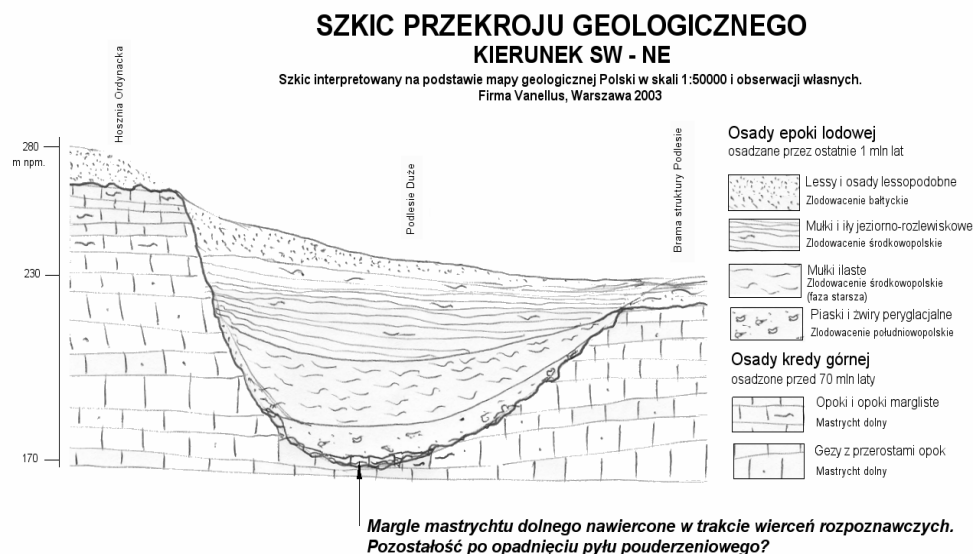 SZKIC PRZEKROJU GEOLOGICZNEGO
KIERUNEK SW - NE
Szkic interpretowany na podstawie mapy geologicznej Polski w skali 1:50000 i obserwacji własnych.
Firma Vanellus, Warszawa 2003
Hosznia Ordynacka
Podlesie Duże
Brama struktury Podlesie
280
m npm.
230
170
Osady epoki lodowej
osadzane przez ostatnie 1 mln lat
Lessy i osady lessopodobne
Zlodowacenie bałtyckie
Mułki i iły jeziorno-rozlewiskowe
Zlodowacenie środkowopolskie
Mułki ilaste
Zlodowacenie środkowopolskie
(faza starsza)
Piaski i żwiry peryglacjalne
Zlodowacenie południowopolskie
Osady kredy górnej
osadzone przed 70 mln laty
Opoki i opoki margliste
Mastrycht dolny
Gezy z przerostami opok
Mastrycht dolny
Margle mastrychtu dolnego nawiercone w trakcie wierceń rozpoznawczych.
Pozostałość po opadnięciu pyłu pouderzeniowego?